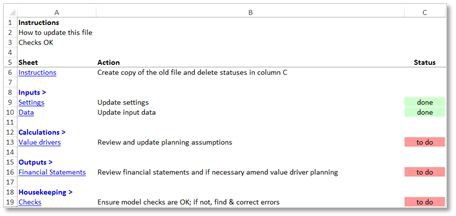 A B C
1 Instructions
2 How to update this file
3 Checks OK
4
5 Sheet Action Status
6 Instructions Create copy of the old file and delete statuses in column C
7
8 Inputs >
9 Settings Update settings done
10 Data Update input data done
11
12 Calculations >
13 Value drivers Review and update planning assumptions to do
14
15 Outputs >
16 Financial Statements Review financial statements and if necessary amend value driver planning to do
17
18 Housekeeping >
19 Checks Ensure model checks are OK; if not, find & correct errors to do